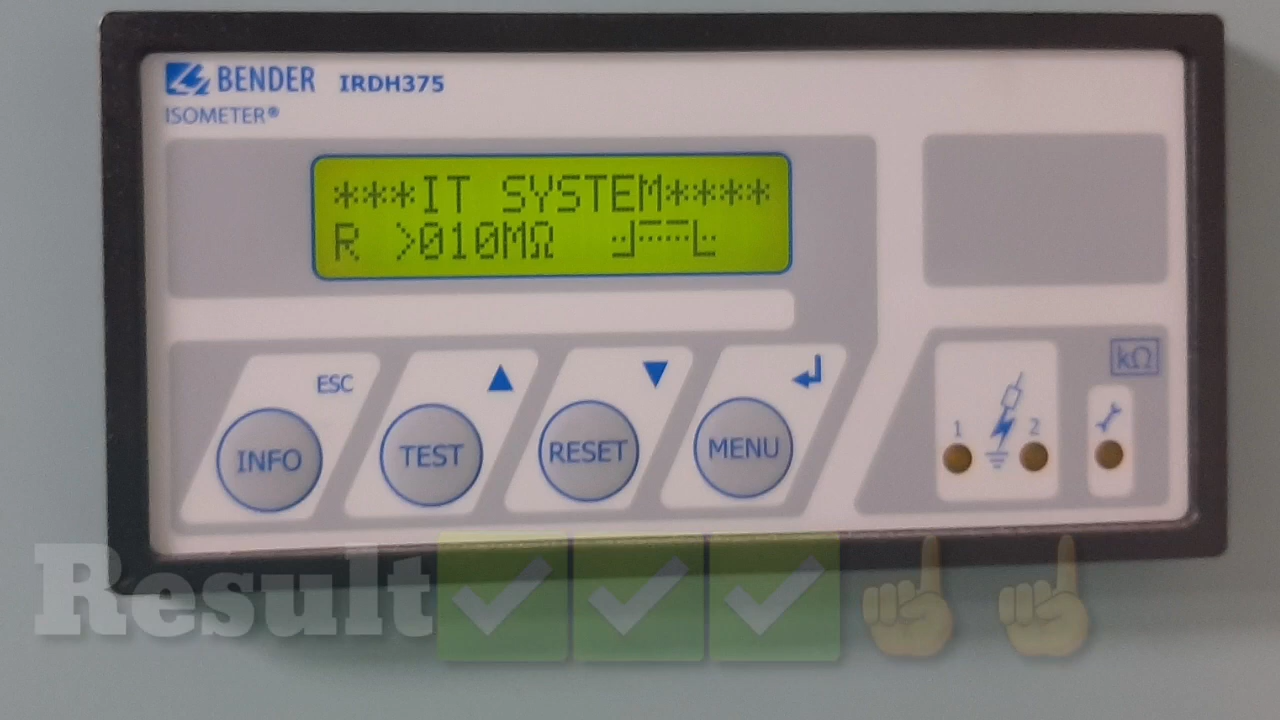 BENDER IRDH375
ISOMETER®
***IT SYSTEM****
R >010MΩ
ESC
INFO
TEST
RESET
MENU
kΩ
1 2
Result ✅✅✅☝☝